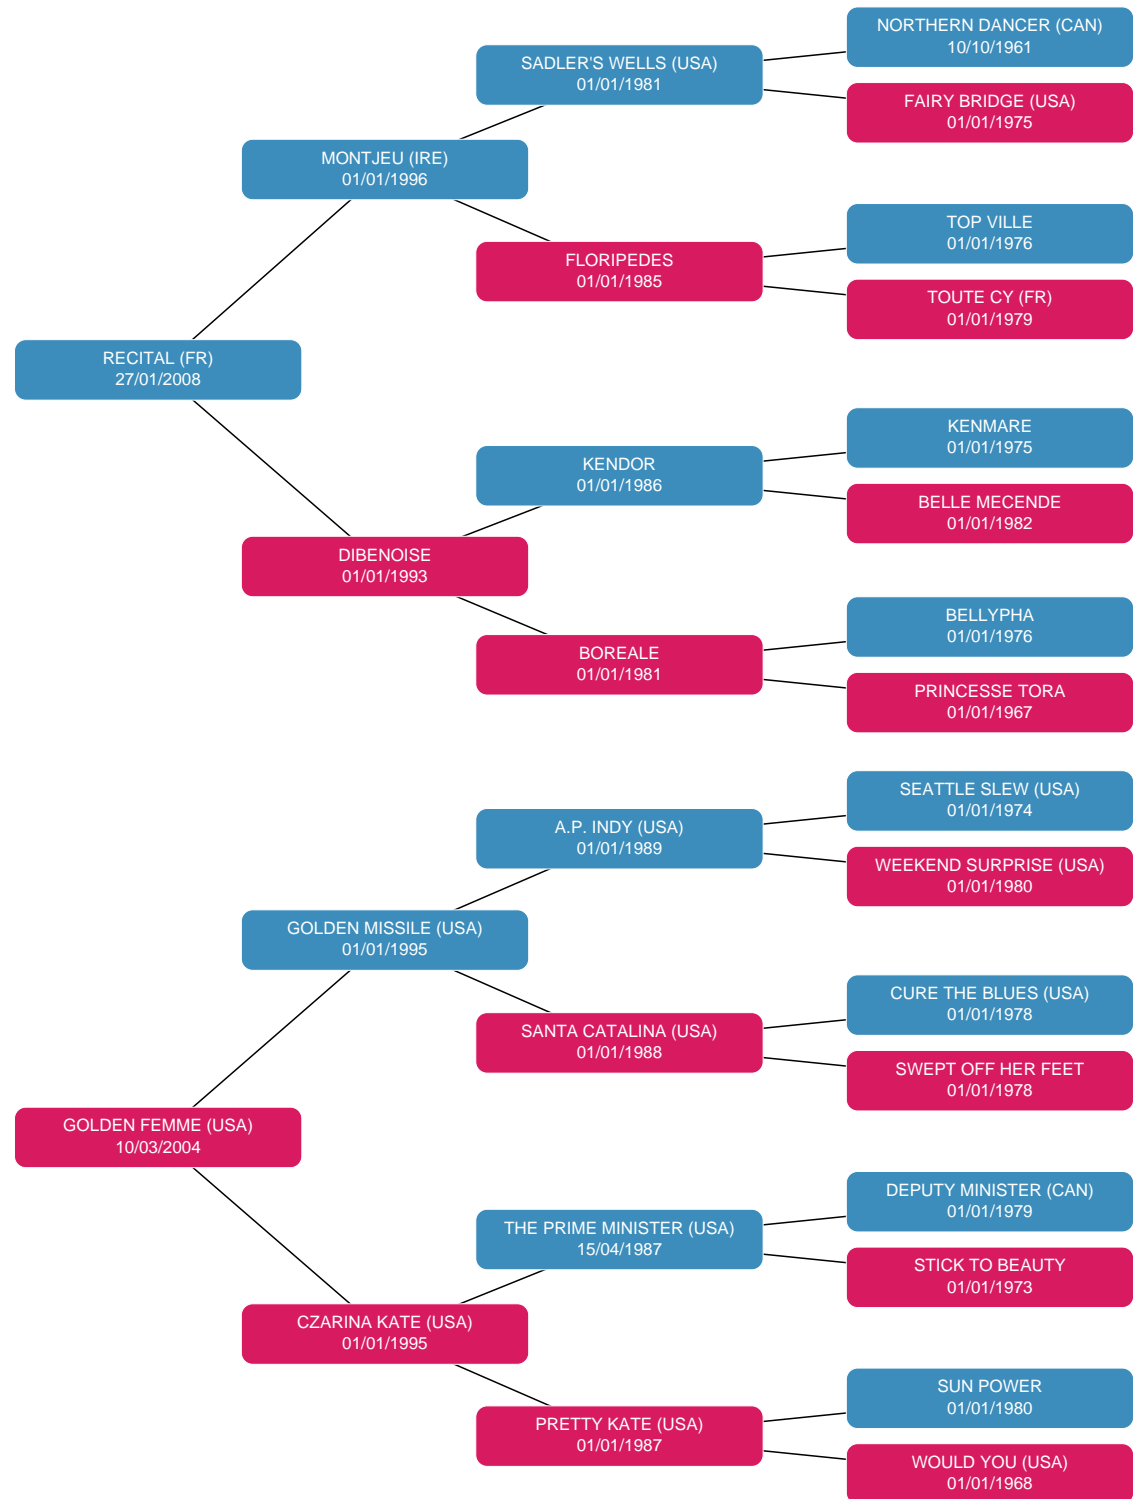 NORTHERN DANCER (CAN)
10/10/1961
SADLER'S WELLS (USA)
01/01/1981
FAIRY BRIDGE (USA)
01/01/1975
MONTJEU (IRE)
01/01/1996
TOP VILLE
01/01/1976
FLORIPEDES
01/01/1985
TOUTE CY (FR)
01/01/1979
RECITAL (FR)
27/01/2008
KENMARE
01/01/1975
KENDOR
01/01/1986
BELLE MECENDE
01/01/1982
DIBENOISE
01/01/1993
BELLYPHA
01/01/1976
BOREALE
01/01/1981
PRINCESSE TORA
01/01/1967
SEATTLE SLEW (USA)
01/01/1974
A.P. INDY (USA)
01/01/1989
WEEKEND SURPRISE (USA)
01/01/1980
GOLDEN MISSILE (USA)
01/01/1995
CURE THE BLUES (USA)
01/01/1978
SANTA CATALINA (USA)
01/01/1988
SWEPT OFF HER FEET
01/01/1978
GOLDEN FEMME (USA)
10/03/2004
DEPUTY MINISTER (CAN)
01/01/1979
THE PRIME MINISTER (USA)
15/04/1987
STICK TO BEAUTY
01/01/1973
CZARINA KATE (USA)
01/01/1995
SUN POWER
01/01/1980
PRETTY KATE (USA)
01/01/1987
WOULD YOU (USA)
01/01/1968